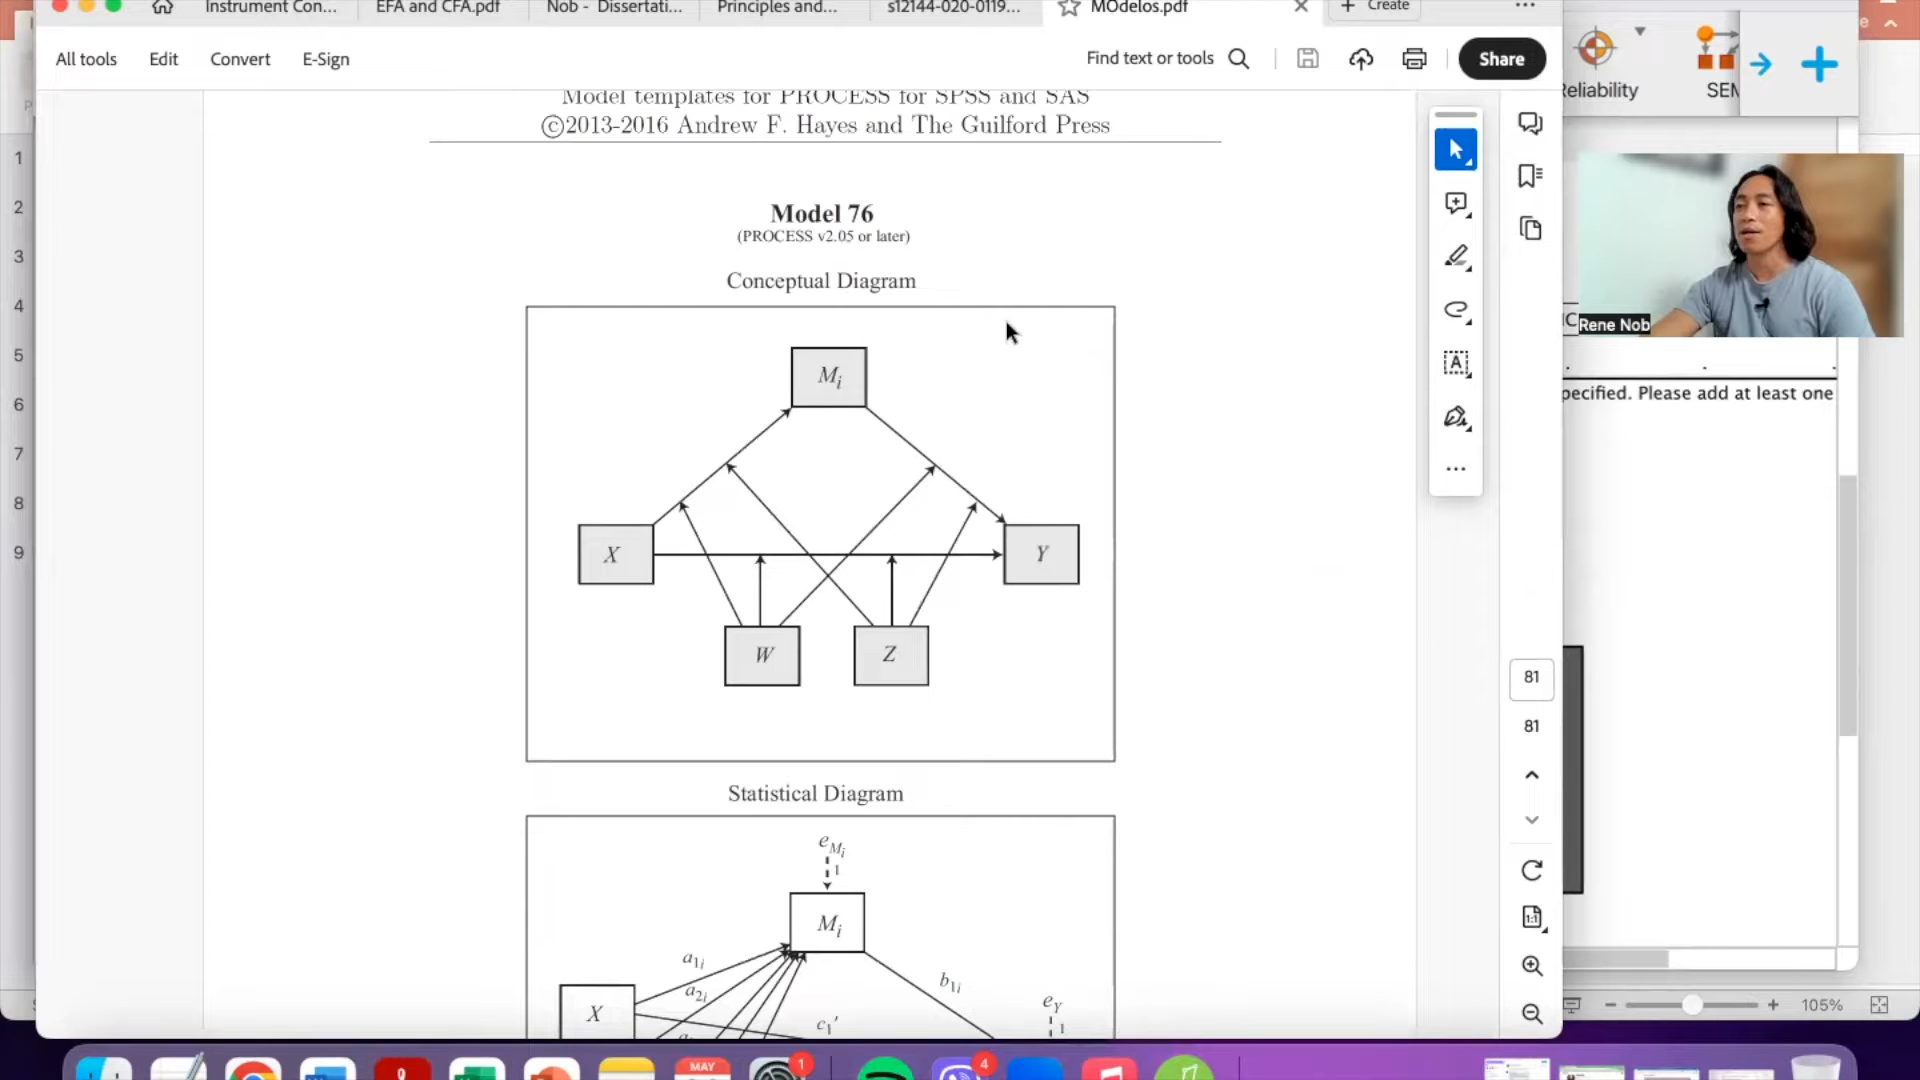 Instrument Con...
EFA and CFA.pdf
Nob - Dissertati...
Principles and...
s12144-020-0119...
MOdelos.pdf
Create
All tools
Edit
Convert
E-Sign
Find text or tools
Share
Reliability
SEM
Model templates for PROCESS for SPSS and SAS
©2013-2016 Andrew F. Hayes and The Guilford Press
Model 76
(PROCESS v2.05 or later)
Conceptual Diagram
Mi
X
Y
W
Z
Statistical Diagram
eMi
1
Mi
a1i
a2i
b1i
X
c1′
eY
1
1
2
3
4
5
6
7
8
9
Rene Nob
pecified. Please add at least one
81
81
1:1
105%
MAY
1
4